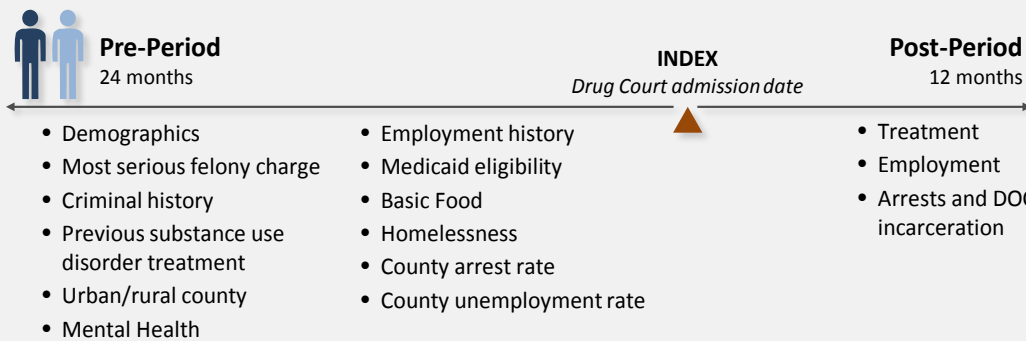 Pre-Period
24 months
INDEX
Drug Court admission date
Post-Period
12 months
• Demographics
• Most serious felony charge
• Criminal history
• Previous substance use
disorder treatment
• Urban/rural county
• Mental Health
• Employment history
• Medicaid eligibility
• Basic Food
• Homelessness
• County arrest rate
• County unemployment rate
• Treatment
• Employment
• Arrests and DOC
incarceration